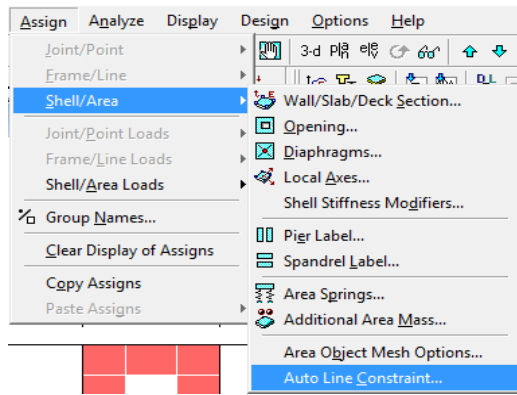 Assign Analyze Display Design Options Help
Joint/Point
3-d
Frame/Line
Shell/Area
Joint/Point Loads
Frame/Line Loads
Shell/Area Loads
Group Names...
Clear Display of Assigns
Copy Assigns
Paste Assigns
Wall/Slab/Deck Section...
Opening...
Diaphragms...
Local Axes...
Shell Stiffness Modifiers...
Pier Label...
Spandrel Label...
Area Springs...
Additional Area Mass...
Area Object Mesh Options...
Auto Line Constraint...